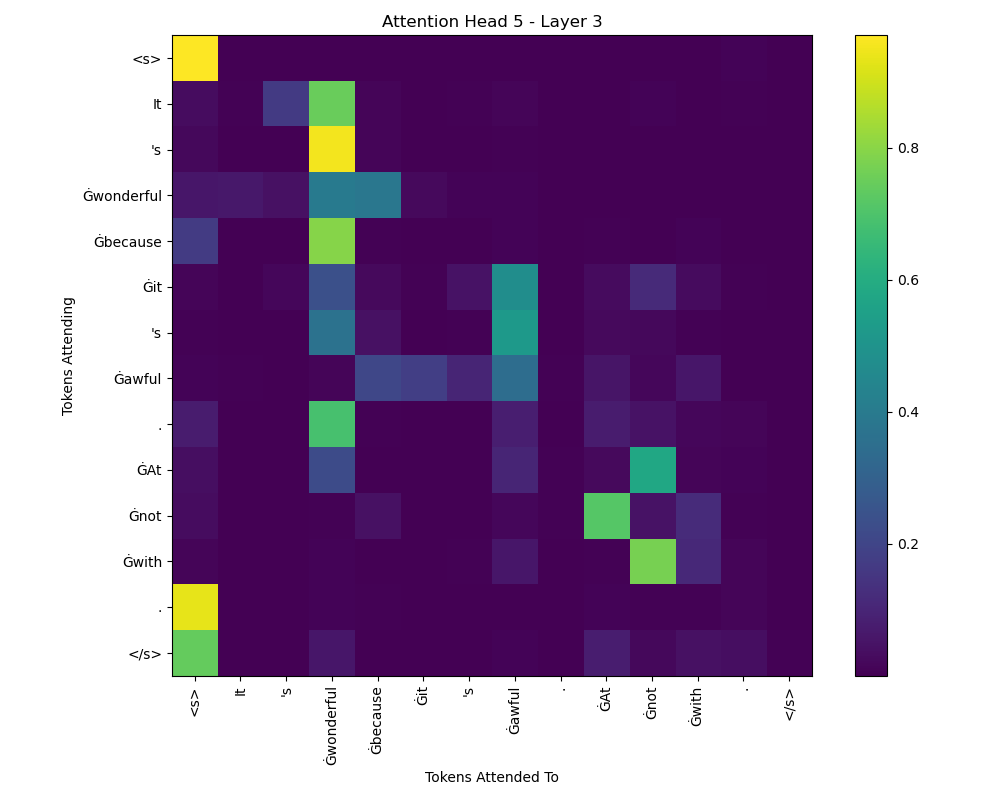 Attention Head 5 - Layer 3
Tokens Attending
<s>
It
's
Ġwonderful
Ġbecause
Ġit
's
Ġawful
.
ĠAt
Ġnot
Ġwith
.
</s>
<s>
It
's
Ġwonderful
Ġbecause
Ġit
's
Ġawful
.
ĠAt
Ġnot
Ġwith
.
</s>
Tokens Attended To
0.8
0.6
0.4
0.2